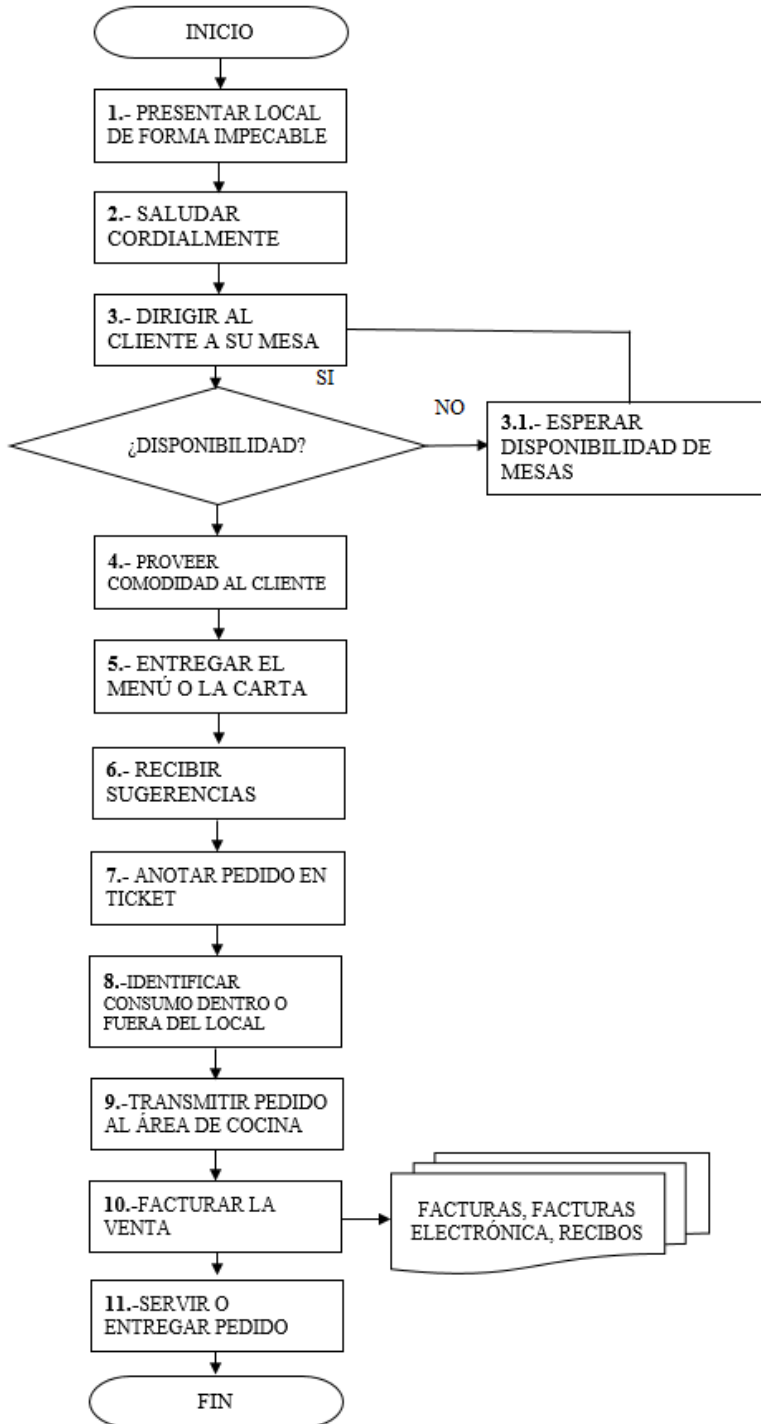 INICIO
1.- PRESENTAR LOCAL
DE FORMA IMPECABLE
2.- SALUDAR
CORDIALMENTE
3.- DIRIGIR AL
CLIENTE A SU MESA
SI
¿DISPONIBILIDAD?
NO
3.1.- ESPERAR
DISPONIBILIDAD DE
MESAS
4.- PROVEER
COMODIDAD AL CLIENTE
5.- ENTREGAR EL
MENÚ O LA CARTA
6.- RECIBIR
SUGERENCIAS
7.- ANOTAR PEDIDO EN
TICKET
8.-IDENTIFICAR
CONSUMO DENTRO O
FUERA DEL LOCAL
9.-TRANSMITIR PEDIDO
AL ÁREA DE COCINA
10.-FACTURAR LA
VENTA
FACTURAS, FACTURAS
ELECTRÓNICA, RECIBOS
11.-SERVIR O
ENTREGAR PEDIDO
FIN